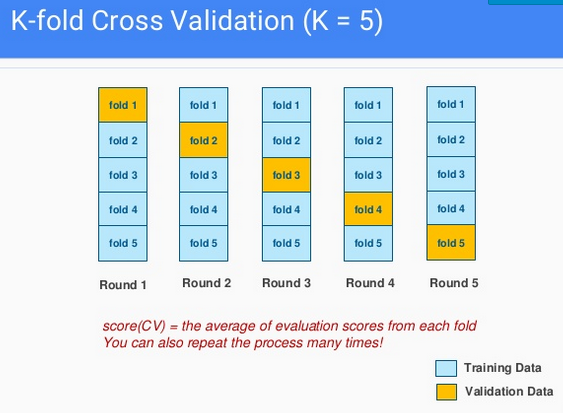 K-fold Cross Validation (K = 5)
fold 1 fold 1 fold 1 fold 1 fold 1
fold 2 fold 2 fold 2 fold 2 fold 2
fold 3 fold 3 fold 3 fold 3 fold 3
fold 4 fold 4 fold 4 fold 4 fold 4
fold 5 fold 5 fold 5 fold 5 fold 5
Round 1 Round 2 Round 3 Round 4 Round 5
score(CV) = the average of evaluation scores from each fold
You can also repeat the process many times!
Training Data
Validation Data